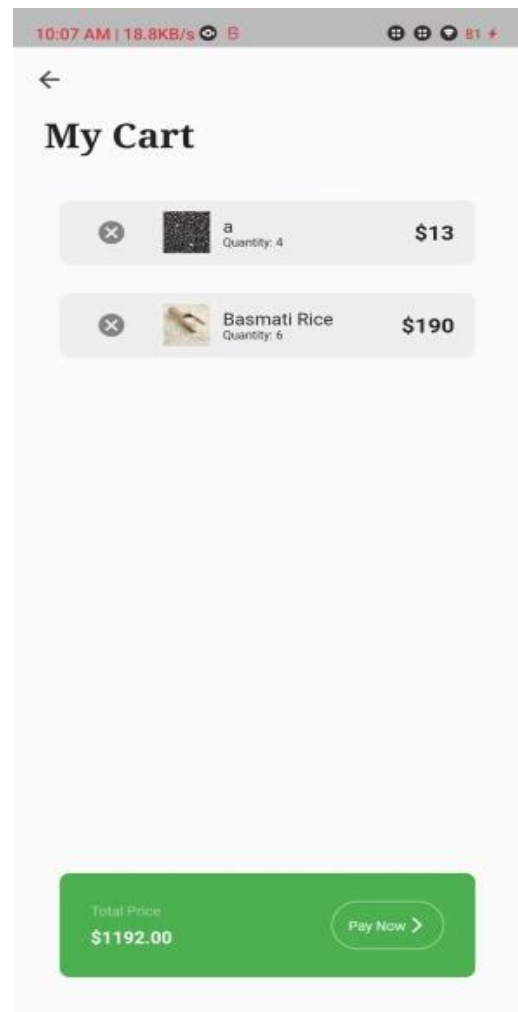 10:07 AM | 18.8KB/s B 81
My Cart
a
Quantity: 4
$13
Basmati Rice
Quantity: 6
$190
Total Price
$1192.00
Pay Now